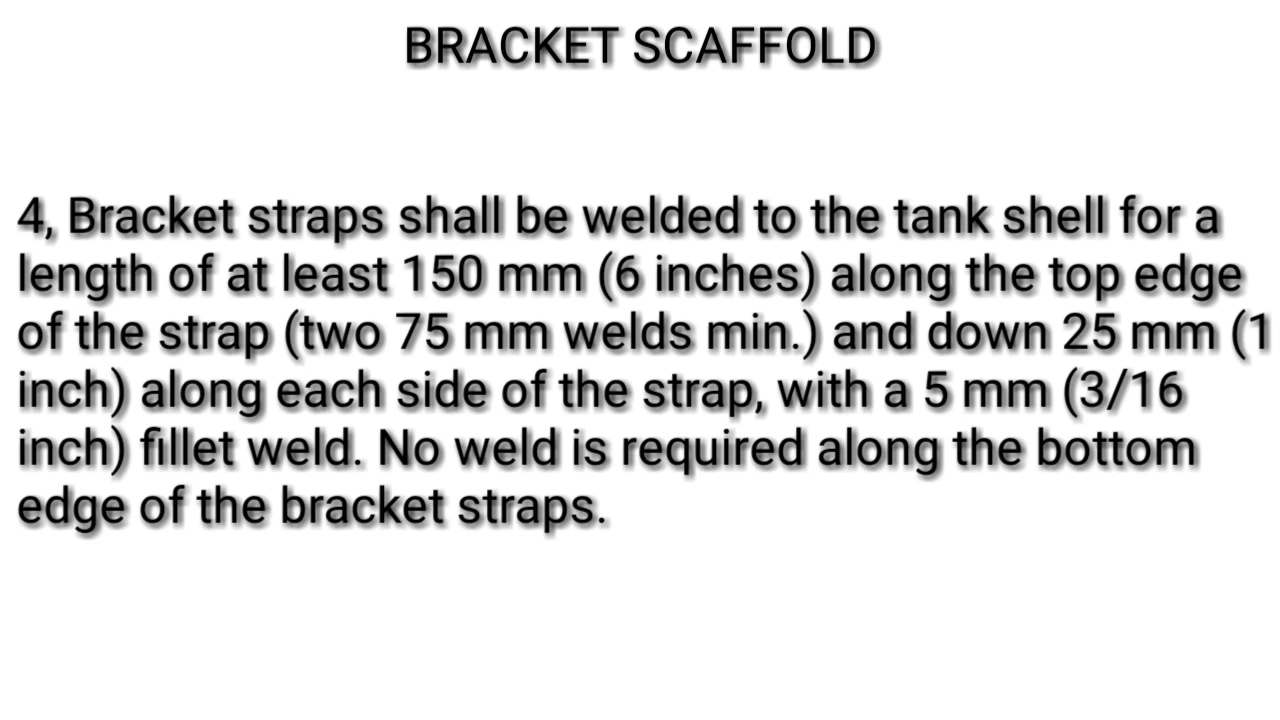 BRACKET SCAFFOLD
4, Bracket straps shall be welded to the tank shell for a
length of at least 150 mm (6 inches) along the top edge
of the strap (two 75 mm welds min.) and down 25 mm (1
inch) along each side of the strap, with a 5 mm (3/16
inch) fillet weld. No weld is required along the bottom
edge of the bracket straps.